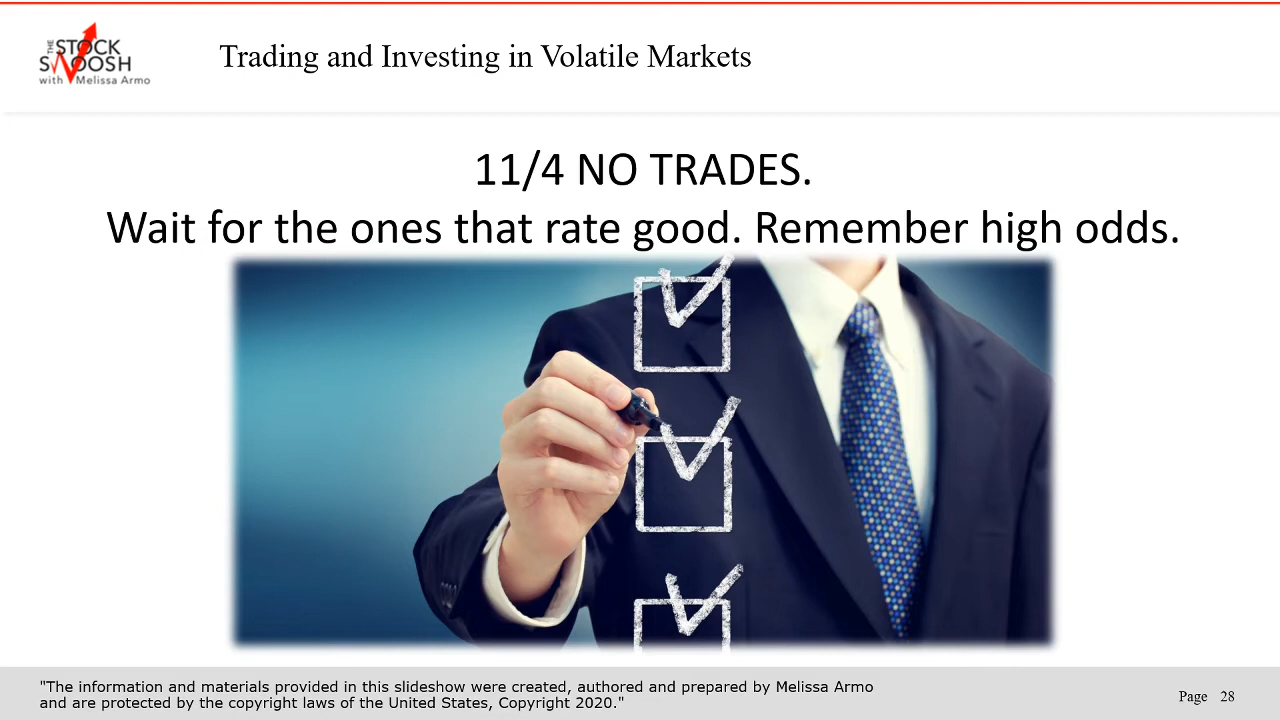 THE
STOCK
SWOOSH
with Melissa Armo
Trading and Investing in Volatile Markets
11/4 NO TRADES.
Wait for the ones that rate good. Remember high odds.
"The information and materials provided in this slideshow were created, authored and prepared by Melissa Armo
and are protected by the copyright laws of the United States, Copyright 2020."
Page 28